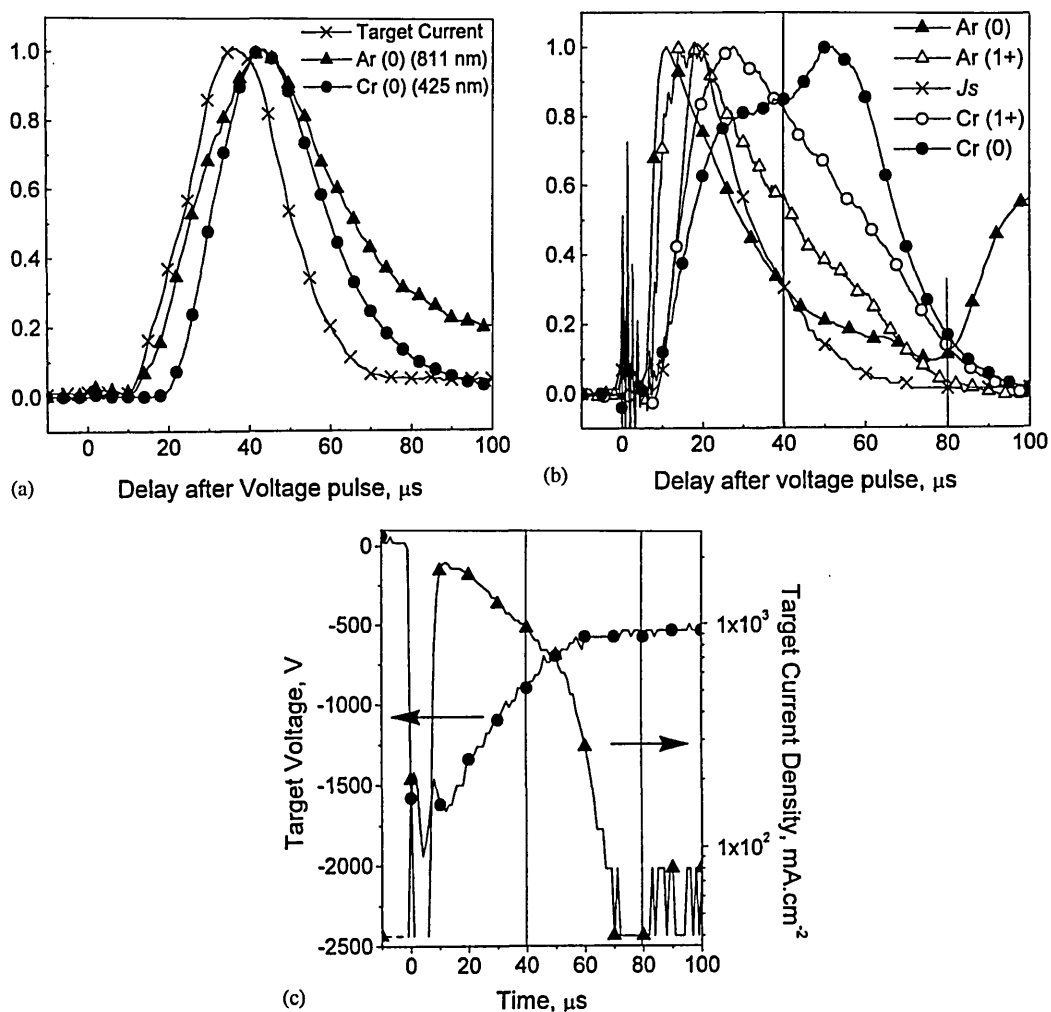 Target Current
Ar (0) (811 nm)
Cr (0) (425 nm)
1.0
0.8
0.6
0.4
0.2
0.0
0 20 40 60 80 100
(a)
Delay after Voltage pulse, μs
Ar (0)
Ar (1+)
Js
Cr (1+)
Cr (0)
1.0
0.8
0.6
0.4
0.2
0.0
0 20 40 60 80 100
(b)
Delay after voltage pulse, μs
Target Voltage, V
0
-500
-1000
-1500
-2000
-2500
1x10³
1x10²
Target Current Density, mA.cm⁻²
0 20 40 60 80 100
(c)
Time, μs